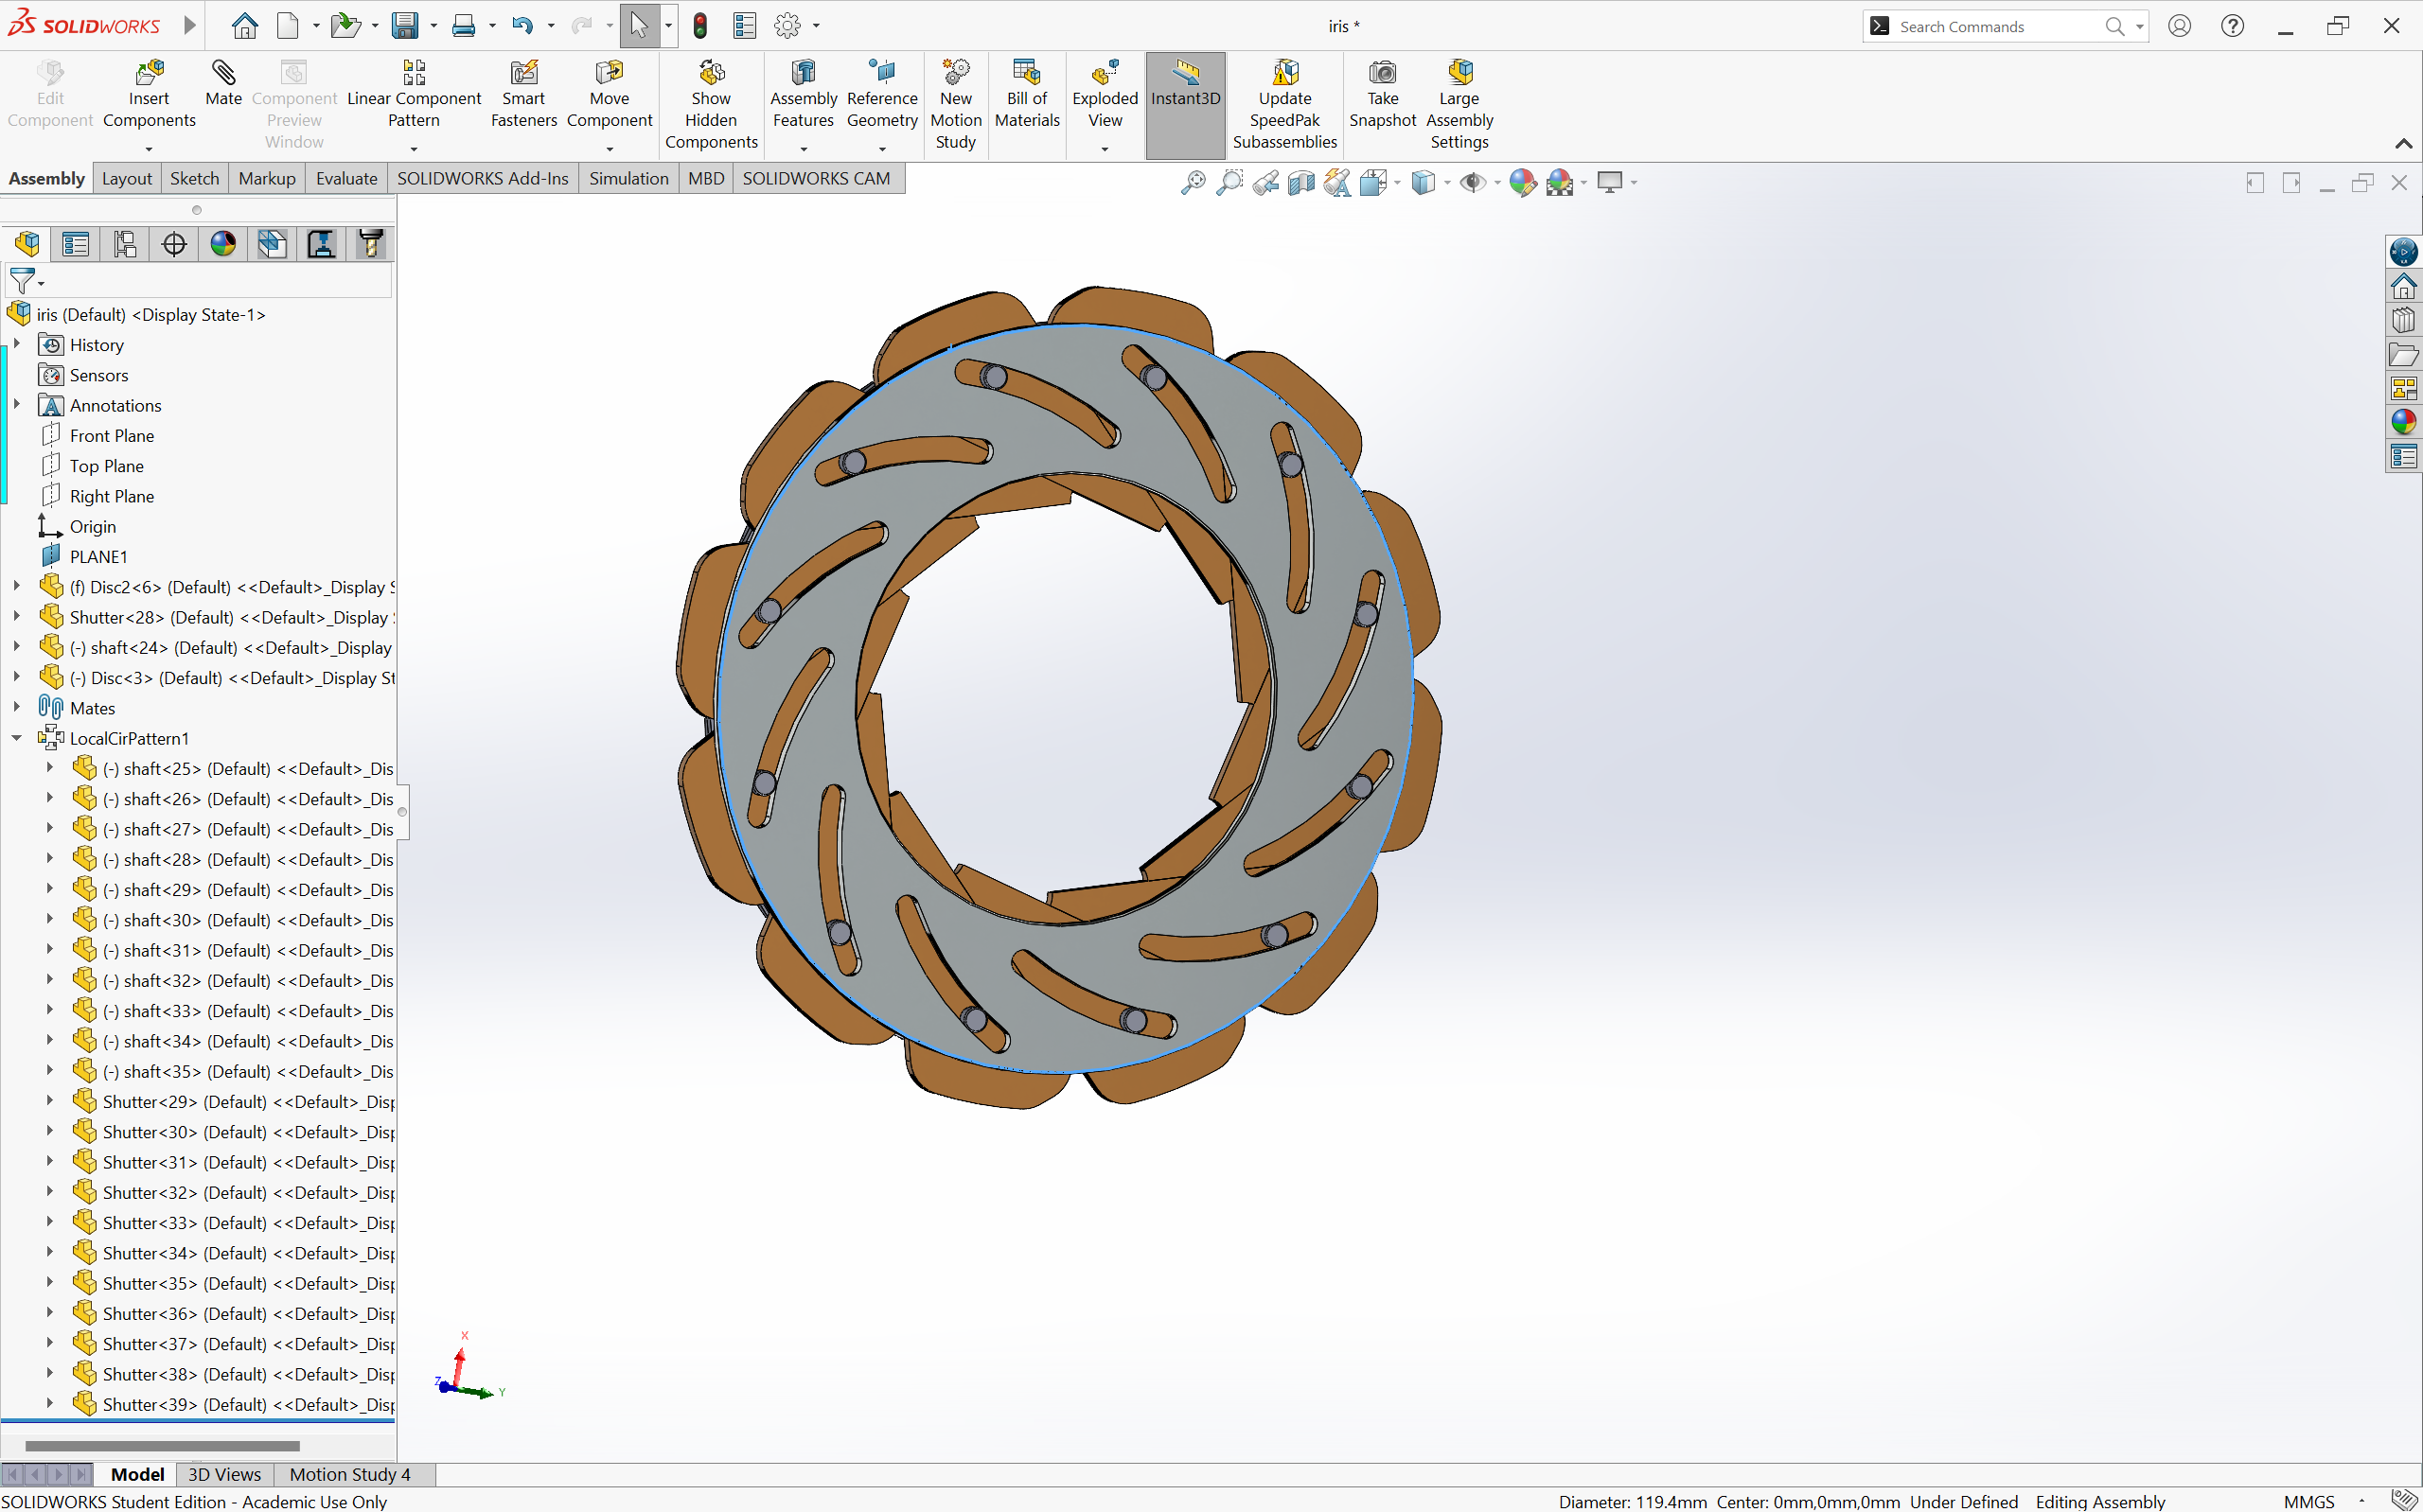 SOLIDWORKS
iris *
Search Commands
Edit Component
Insert Components
Mate
Component Preview Window
Linear Component Pattern
Smart Fasteners
Move Component
Show Hidden Components
Assembly Features
Reference Geometry
New Motion Study
Bill of Materials
Exploded View
Instant3D
Update SpeedPak Subassemblies
Take Snapshot
Large Assembly Settings
Assembly Layout Sketch Markup Evaluate SOLIDWORKS Add-Ins Simulation MBD SOLIDWORKS CAM
iris (Default) <Display State-1>
History
Sensors
Annotations
Front Plane
Top Plane
Right Plane
Origin
PLANE1
(f) Disc2<6> (Default) <<Default>_Display S
Shutter<28> (Default) <<Default>_Display
(-) shaft<24> (Default) <<Default>_Display
(-) Disc<3> (Default) <<Default>_Display St
Mates
LocalCirPattern1
(-) shaft<25> (Default) <<Default>_Dis
(-) shaft<26> (Default) <<Default>_Dis
(-) shaft<27> (Default) <<Default>_Dis
(-) shaft<28> (Default) <<Default>_Dis
(-) shaft<29> (Default) <<Default>_Dis
(-) shaft<30> (Default) <<Default>_Dis
(-) shaft<31> (Default) <<Default>_Dis
(-) shaft<32> (Default) <<Default>_Dis
(-) shaft<33> (Default) <<Default>_Dis
(-) shaft<34> (Default) <<Default>_Dis
(-) shaft<35> (Default) <<Default>_Dis
Shutter<29> (Default) <<Default>_Disp
Shutter<30> (Default) <<Default>_Disp
Shutter<31> (Default) <<Default>_Disp
Shutter<32> (Default) <<Default>_Disp
Shutter<33> (Default) <<Default>_Disp
Shutter<34> (Default) <<Default>_Disp
Shutter<35> (Default) <<Default>_Disp
Shutter<36> (Default) <<Default>_Disp
Shutter<37> (Default) <<Default>_Disp
Shutter<38> (Default) <<Default>_Disp
Shutter<39> (Default) <<Default>_Disp
X
Z
Y
Model 3D Views Motion Study 4
SOLIDWORKS Student Edition - Academic Use Only
Diameter: 119.4mm Center: 0mm,0mm,0mm Under Defined Editing Assembly MMGS